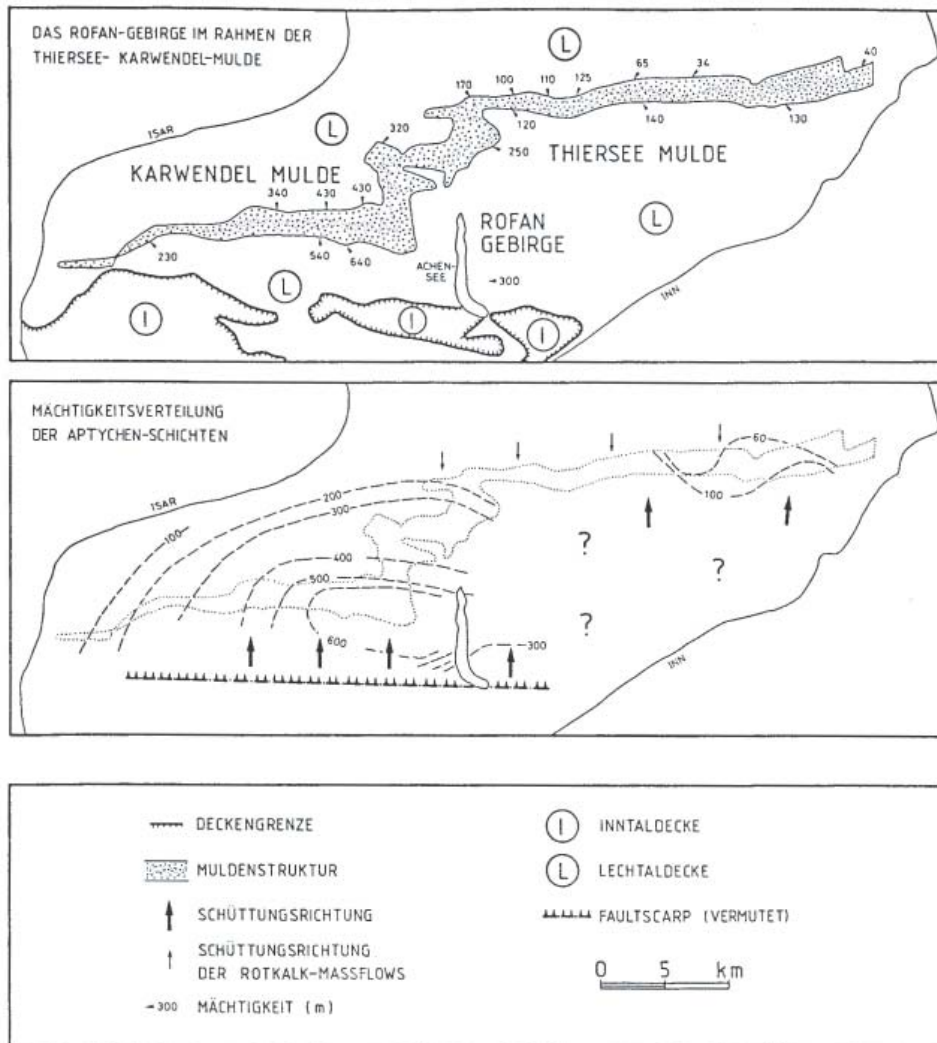 DAS ROFAN-GEBIRGE IM RAHMEN DER
THIERSEE- KARWENDEL-MULDE
L
65
34
40
170
100
110
125
ISAR
L
320
120
140
130
250
KARWENDEL MULDE
THIERSEE MULDE
340
430
430
L
ROFAN
GEBIRGE
230
540
640
ACHEN-
SEE
300
L
INN
I
I
I
MÄCHTIGKEITSVERTEILUNG
DER APTYCHEN-SCHICHTEN
60
ISAR
200
100
300
100
?
400
?
500
?
600
300
INN
DECKENGRENZE
I INNTALDECKE
MULDENSTRUKTUR
L LECHTALDECKE
SCHÜTTUNGSRICHTUNG
FAULTSCARP (VERMUTET)
SCHÜTTUNGSRICHTUNG
DER ROTKALK-MASSFLOWS
0 5 km
300 MÄCHTIGKEIT (m)